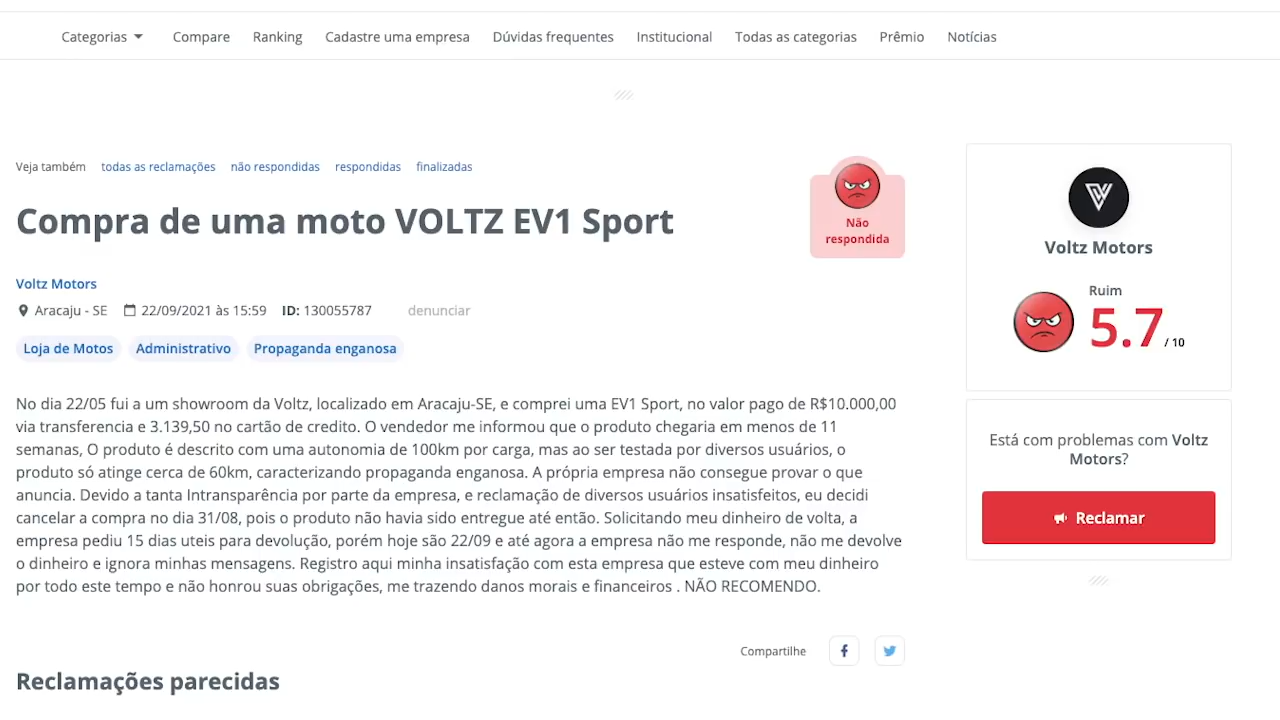 Categorias Compare Ranking Cadastre uma empresa Dúvidas frequentes Institucional Todas as categorias Prêmio Notícias
Veja também todas as reclamações não respondidas respondidas finalizadas
Compra de uma moto VOLTZ EV1 Sport
Não
respondida
Voltz Motors
Aracaju - SE 22/09/2021 às 15:59 ID: 130055787 denunciar
Loja de Motos Administrativo Propaganda enganosa
No dia 22/05 fui a um showroom da Voltz, localizado em Aracaju-SE, e comprei uma EV1 Sport, no valor pago de R$10.000,00
via transferencia e 3.139,50 no cartão de credito. O vendedor me informou que o produto chegaria em menos de 11
semanas, O produto é descrito com uma autonomia de 100km por carga, mas ao ser testada por diversos usuários, o
produto só atinge cerca de 60km, caracterizando propaganda enganosa. A própria empresa não consegue provar o que
anuncia. Devido a tanta Intransparência por parte da empresa, e reclamação de diversos usuários insatisfeitos, eu decidi
cancelar a compra no dia 31/08, pois o produto não havia sido entregue até então. Solicitando meu dinheiro de volta, a
empresa pediu 15 dias uteis para devolução, porém hoje são 22/09 e até agora a empresa não me responde, não me devolve
o dinheiro e ignora minhas mensagens. Registro aqui minha insatisfação com esta empresa que esteve com meu dinheiro
por todo este tempo e não honrou suas obrigações, me trazendo danos morais e financeiros . NÃO RECOMENDO.
Compartilhe
Reclamações parecidas
Voltz Motors
Ruim
5.7 / 10
Está com problemas com Voltz
Motors?
Reclamar